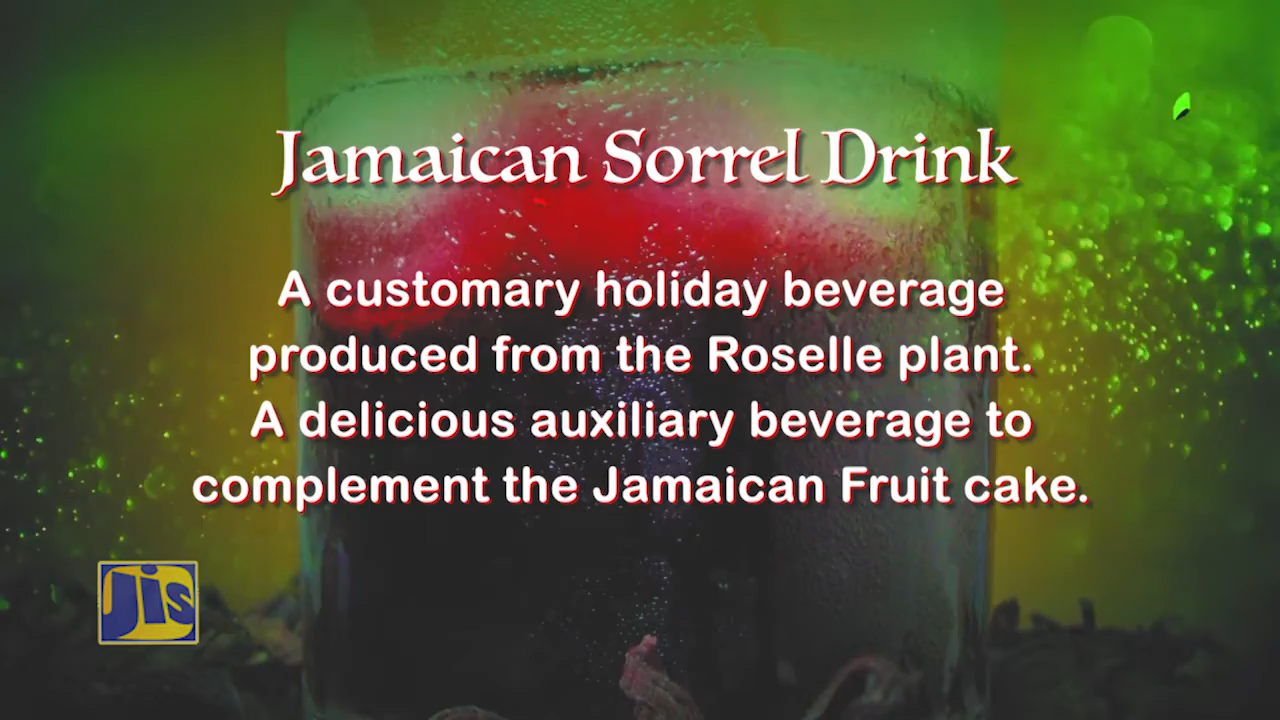 Jamaican Sorrel Drink
A customary holiday beverage
produced from the Roselle plant.
A delicious auxiliary beverage to
complement the Jamaican Fruit cake.
Jis